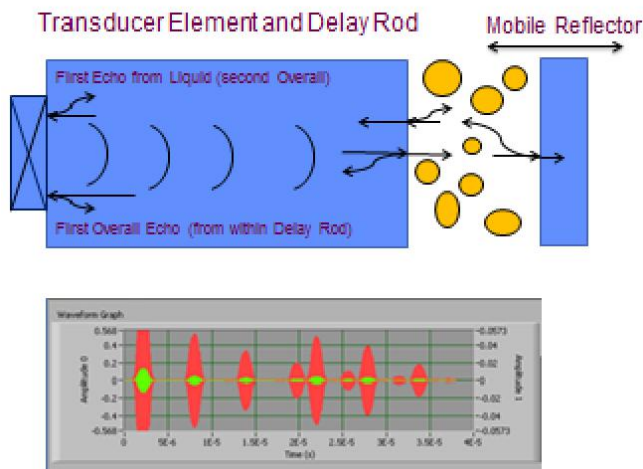 Transducer Element and Delay Rod
Mobile Reflector
First Echo from Liquid (second Overall)
First Overall Echo (from within Delay Rod)
Waveform Graph
0.568
0.4
0.2
0
-0.2
-0.4
-0.568
Amplitude 0
0.0573
0.04
0.02
0
-0.02
-0.04
-0.0573
Amplitude 1
0 5E-6 1E-5 1.5E-5 2E-5 2.5E-5 3E-5 3.5E-5 4E-5
Time (s)